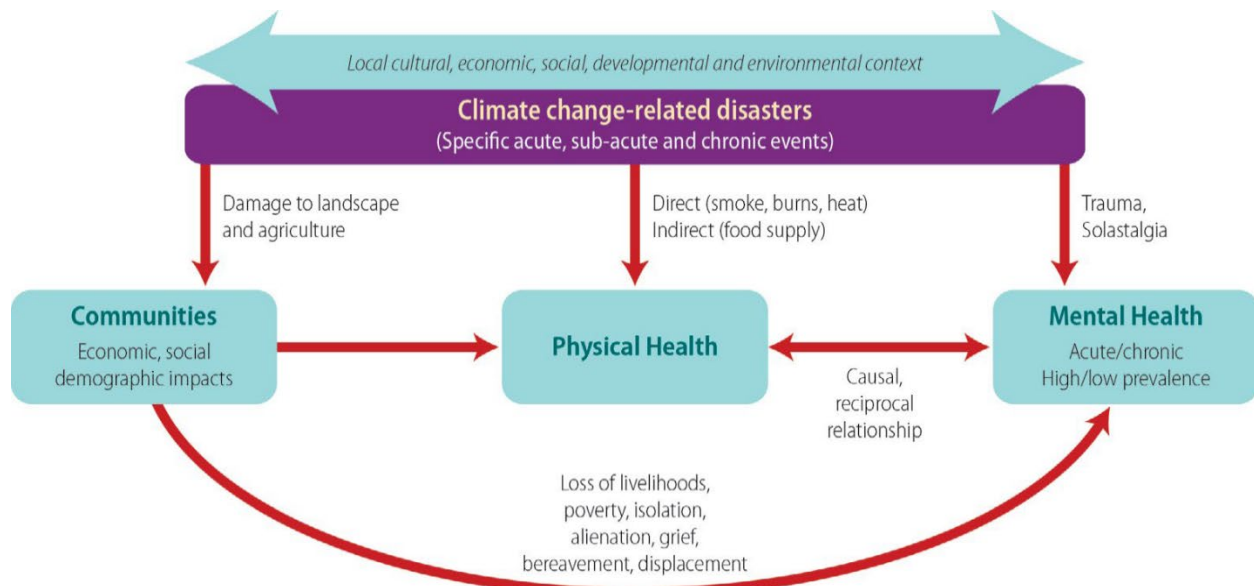 Local cultural, economic, social, developmental and environmental context
Climate change-related disasters
(Specific acute, sub-acute and chronic events)
Damage to landscape
and agriculture
Direct (smoke, burns, heat)
Indirect (food supply)
Trauma,
Solastalgia
Communities
Economic, social
demographic impacts
Physical Health
Mental Health
Acute/chronic
High/low prevalence
Causal,
reciprocal
relationship
Loss of livelihoods,
poverty, isolation,
alienation, grief,
bereavement, displacement